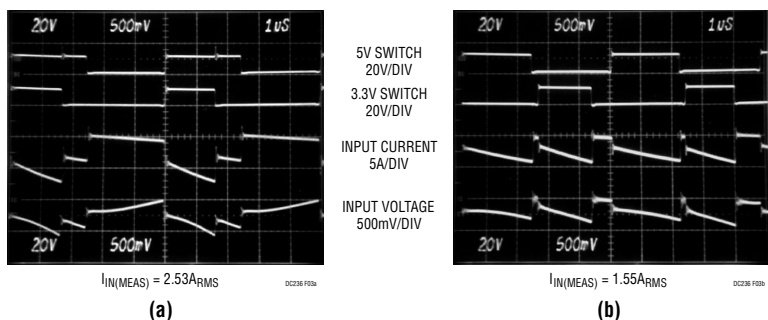 20V 500mV 1uS
20V 500mV
5V SWITCH
20V/DIV
3.3V SWITCH
20V/DIV
INPUT CURRENT
5A/DIV
INPUT VOLTAGE
500mV/DIV
20V 500mV 1uS
20V 500mV
IIN(MEAS) = 2.53ARMS
DC236 F03a
(a)
IIN(MEAS) = 1.55ARMS
DC236 F03b
(b)